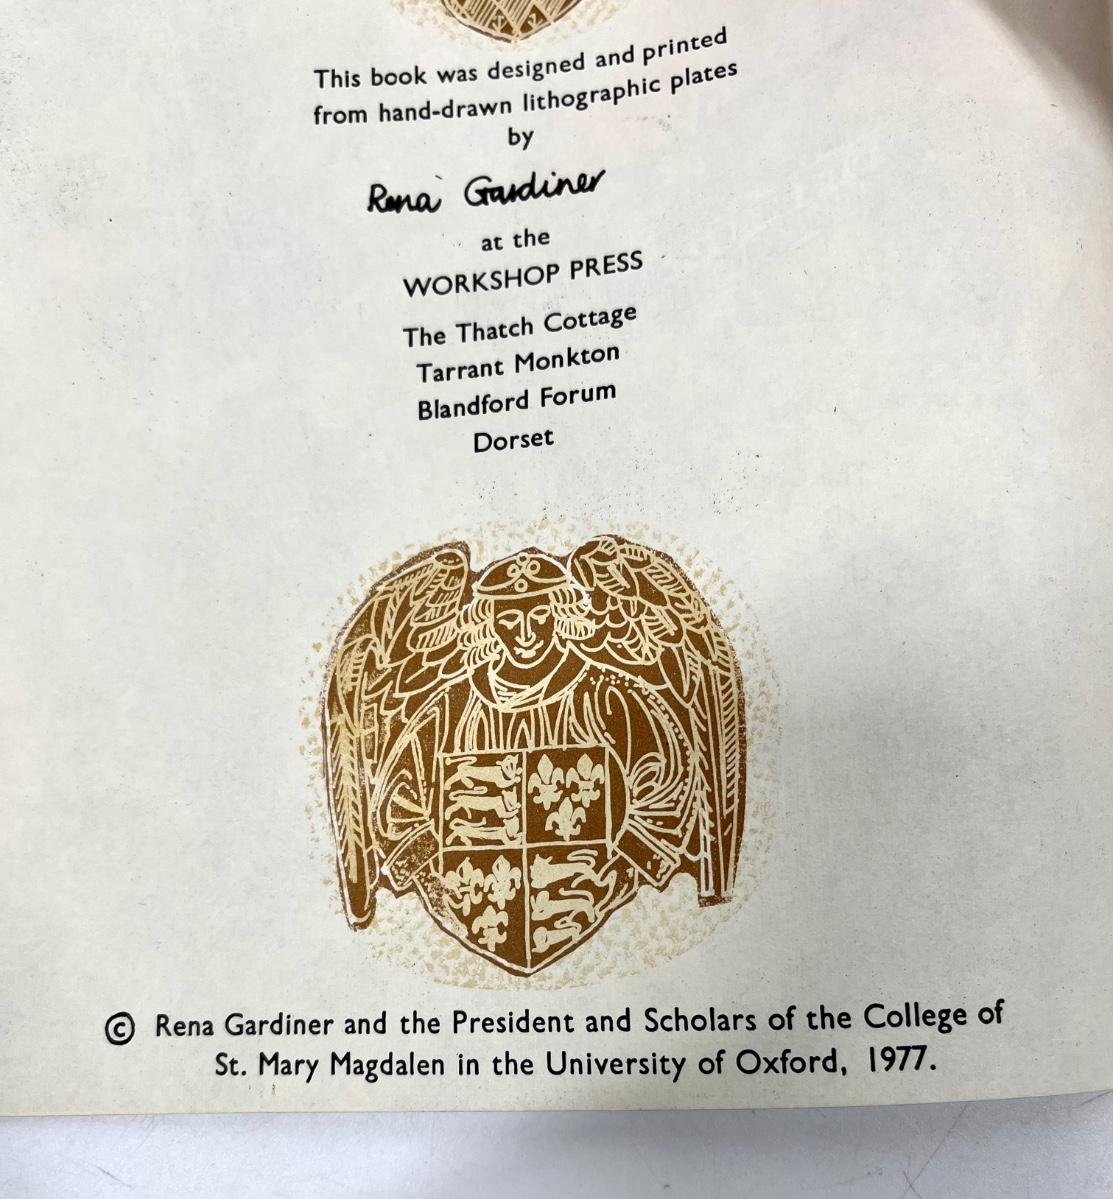 This book was designed and printed
from hand-drawn lithographic plates
by
Rena Gardiner
at the
WORKSHOP PRESS
The Thatch Cottage
Tarrant Monkton
Blandford Forum
Dorset
© Rena Gardiner and the President and Scholars of the College of
St. Mary Magdalen in the University of Oxford, 1977.